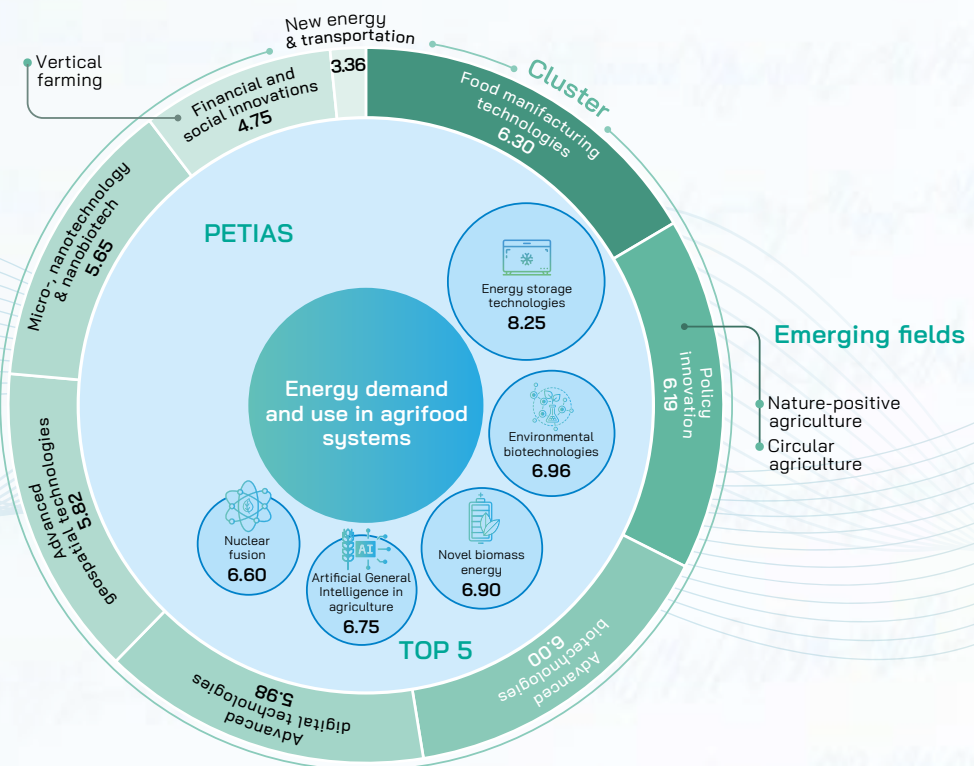 New energy
& transportation
3.36
Vertical
farming
Financial and
social innovations
4.75
Cluster
Food manifacturing
technologies
6.30
Micro-, nanotechnology
& nanobiotech
5.65
PETIAS
Energy storage
technologies
8.25
Policy
innovation
6.19
Emerging fields
Nature-positive
agriculture
Circular
agriculture
Energy demand
and use in agrifood
systems
Environmental
biotechnologies
6.96
Novel biomass
energy
6.90
Artificial General
Intelligence in
agriculture
6.75
AI
Nuclear
fusion
6.60
TOP 5
Advanced
geospatial technologies
5.82
Advanced
digital technologies
5.98
Advanced
biotechnologies
6.00